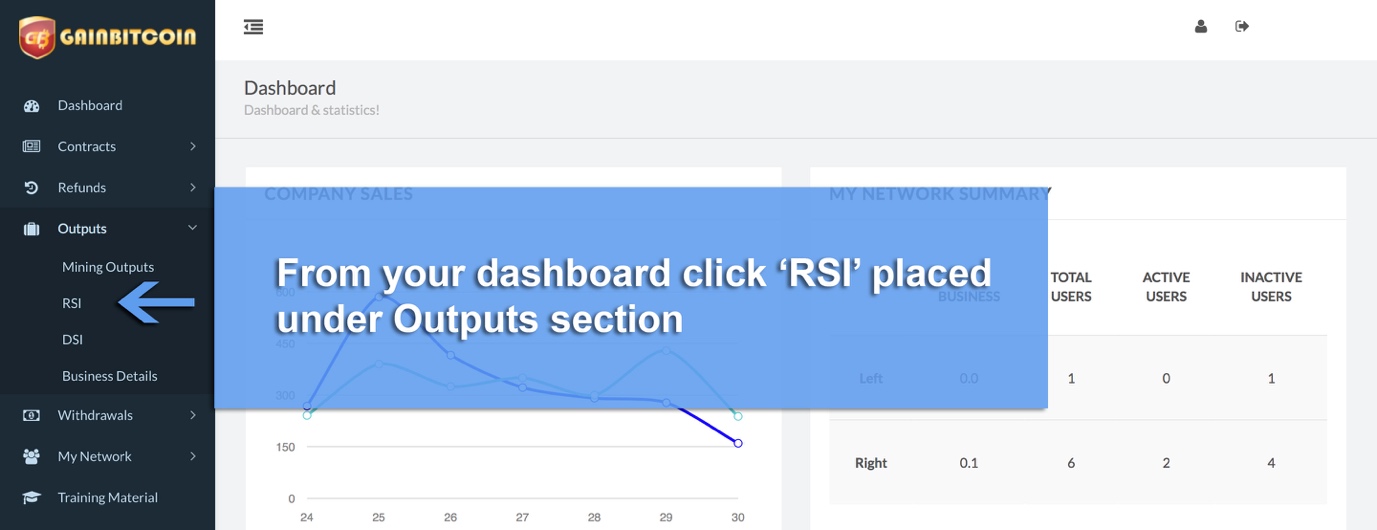 GAINBITCOIN
Dashboard
Contracts
Refunds
Outputs
Mining Outputs
RSI
DSI
Business Details
Withdrawals
My Network
Training Material
Dashboard
Dashboard & statistics!
COMPANY SALES
From your dashboard click ‘RSI’ placed
under Outputs section
600
450
300
150
0
24 25 26 27 28 29 30
MY NETWORK SUMMARY
BUSINESS
TOTAL
USERS
ACTIVE
USERS
INACTIVE
USERS
Left 0.0 1 0 1
Right 0.1 6 2 4